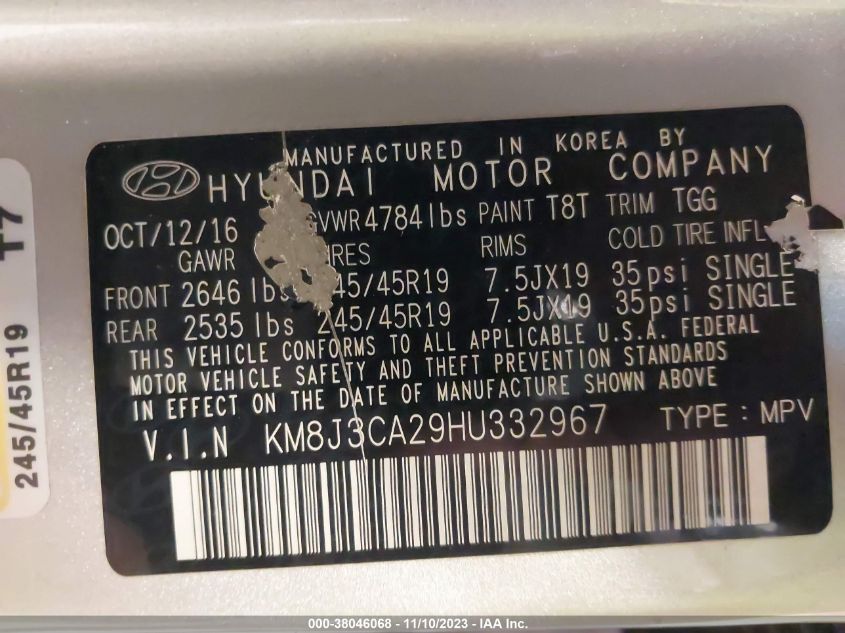 MANUFACTURED IN KOREA BY
HYUNDAI MOTOR COMPANY
OCT/12/16 GVWR 4784 lbs PAINT T8T TRIM TGG
GAWR RIMS COLD TIRE INFL
FRONT 2646 lbs 7.5JX19 35psi SINGLE
REAR 2535 lbs 245/45R19 7.5JX19 35psi SINGLE
THIS VEHICLE CONFORMS TO ALL APPLICABLE U.S.A. FEDERAL
MOTOR VEHICLE SAFETY AND THEFT PREVENTION STANDARDS
IN EFFECT ON THE DATE OF MANUFACTURE SHOWN ABOVE
V.I.N KM8J3CA29HU332967 TYPE : MPV
245/45R19 T7
000-38046068 - 11/10/2023 - IAA Inc.